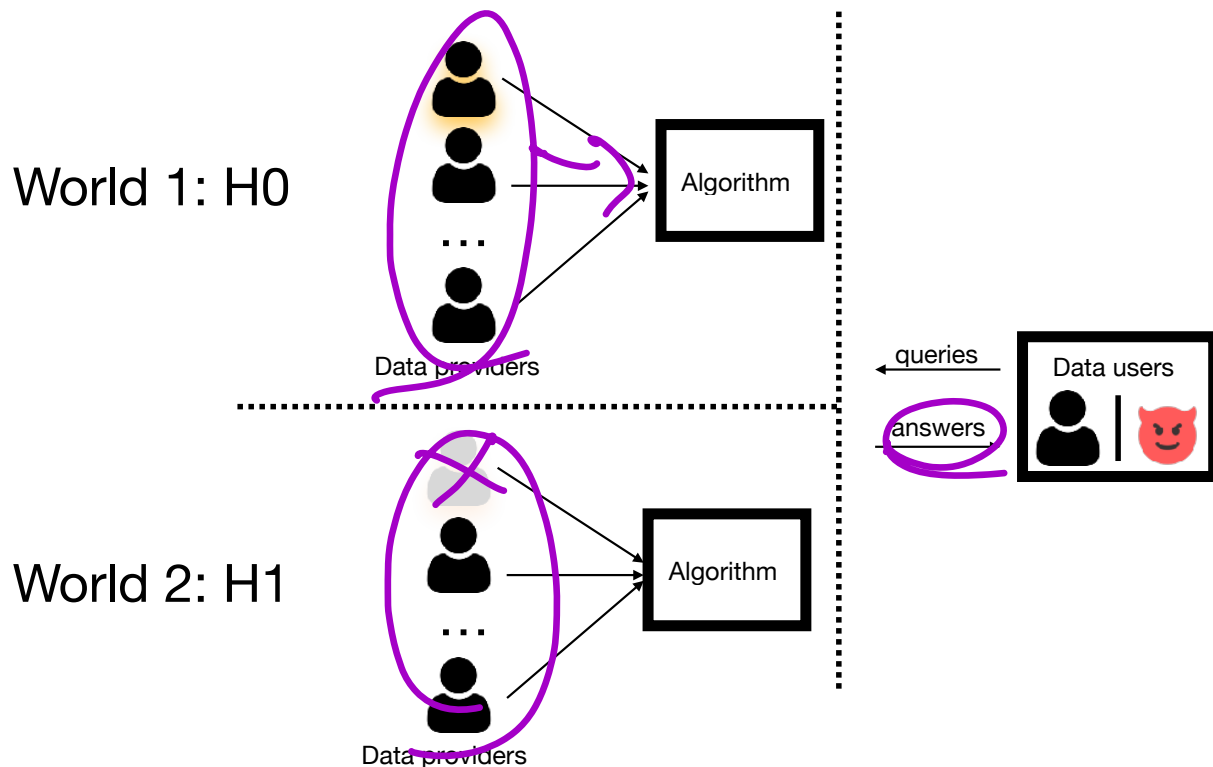 World 1: H0
Algorithm
...
Data providers
queries
Data users
answers
World 2: H1
Algorithm
...
Data providers